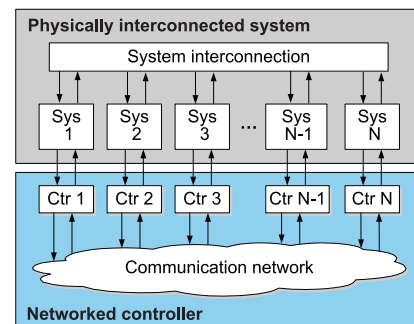 Physically interconnected system
System interconnection
Sys 1
Sys 2
Sys 3
...
Sys N-1
Sys N
Ctr 1
Ctr 2
Ctr 3
Ctr N-1
Ctr N
Communication network
Networked controller